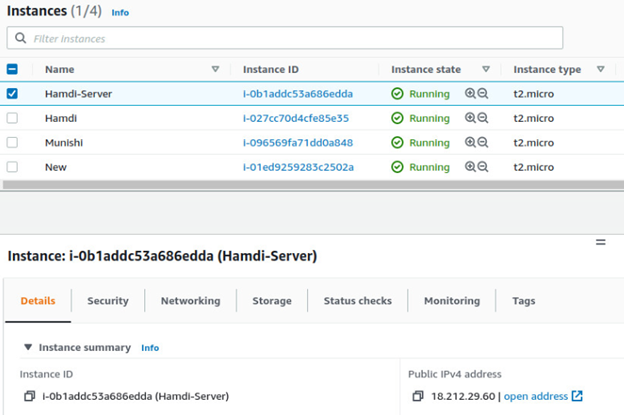 Instances (1/4) Info
Filter instances
Name Instance ID Instance state Instance type
Hamdi-Server i-0b1addc53a686edda Running t2.micro
Hamdi i-027cc70d4cfe85e35 Running t2.micro
Munishi i-096569fa71dd0a848 Running t2.micro
New i-01ed9259283c2502a Running t2.micro
Instance: i-0b1addc53a686edda (Hamdi-Server)
Details Security Networking Storage Status checks Monitoring Tags
Instance summary Info
Instance ID Public IPv4 address
i-0b1addc53a686edda (Hamdi-Server) 18.212.29.60 | open address